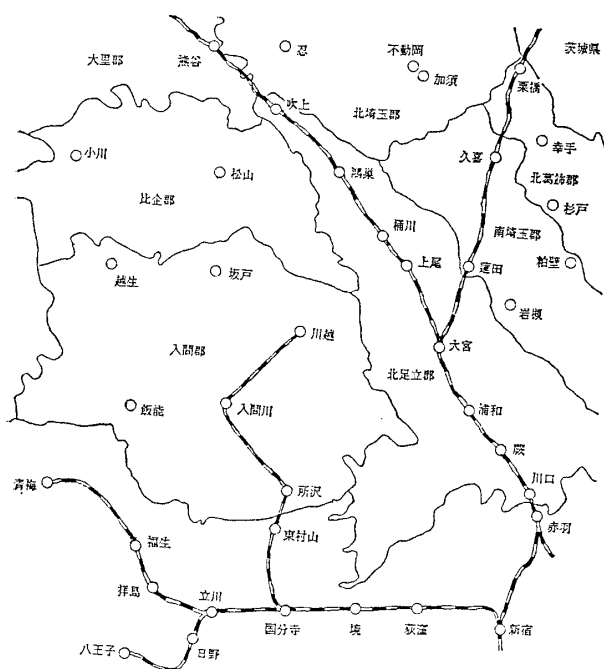 大里郡
熊谷
忍
不動岡
加須
茨城県
栗橋
吹上
北埼玉郡
小川
松山
鴻巣
久喜
幸手
北葛飾郡
比企郡
杉戸
桶川
南埼玉郡
越生
坂戸
上尾
蓮田
粕壁
岩槻
川越
大宮
入間郡
北足立郡
飯能
入間川
浦和
蕨
青梅
所沢
川口
東村山
赤羽
福生
拝島
立川
国分寺
境
荻窪
新宿
八王子
日野